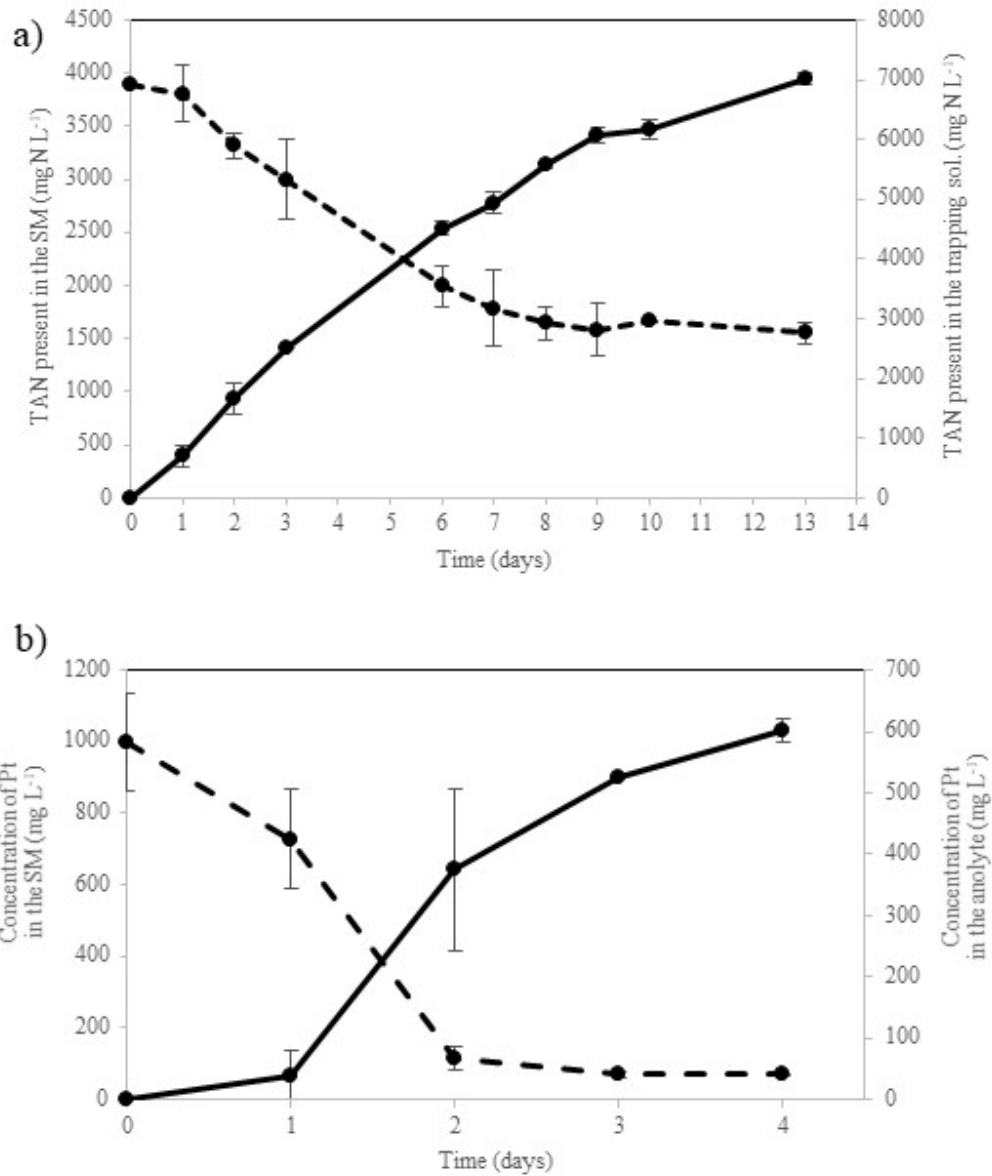 a)
TAN present in the SM (mg N L⁻¹)
4500
4000
3500
3000
2500
2000
1500
1000
500
0
8000
7000
6000
5000
4000
3000
2000
1000
0
TAN present in the trapping sol. (mg N L⁻¹)
0 1 2 3 4 5 6 7 8 9 10 11 12 13 14
Time (days)
b)
Concentration of Pt
in the SM (mg L⁻¹)
1200
1000
800
600
400
200
0
700
600
500
400
300
200
100
0
Concentration of Pt
in the anolyte (mg L⁻¹)
0 1 2 3 4
Time (days)